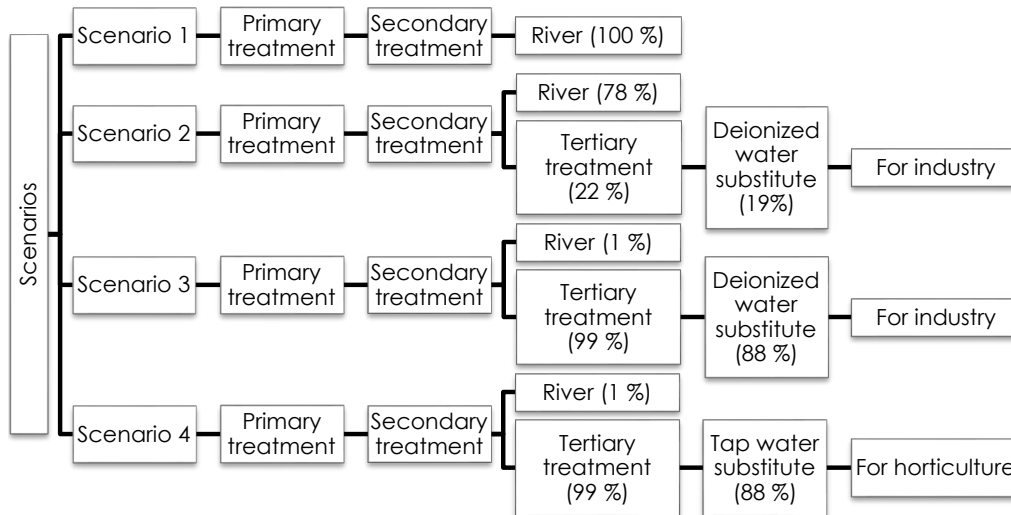 Scenarios
Scenario 1
Primary
treatment
Secondary
treatment
River (100 %)
Scenario 2
Primary
treatment
Secondary
treatment
River (78 %)
Tertiary
treatment
(22 %)
Deionized
water
substitute
(19%)
For industry
Scenario 3
Primary
treatment
Secondary
treatment
River (1 %)
Tertiary
treatment
(99 %)
Deionized
water
substitute
(88 %)
For industry
Scenario 4
Primary
treatment
Secondary
treatment
River (1 %)
Tertiary
treatment
(99 %)
Tap water
substitute
(88 %)
For horticulture